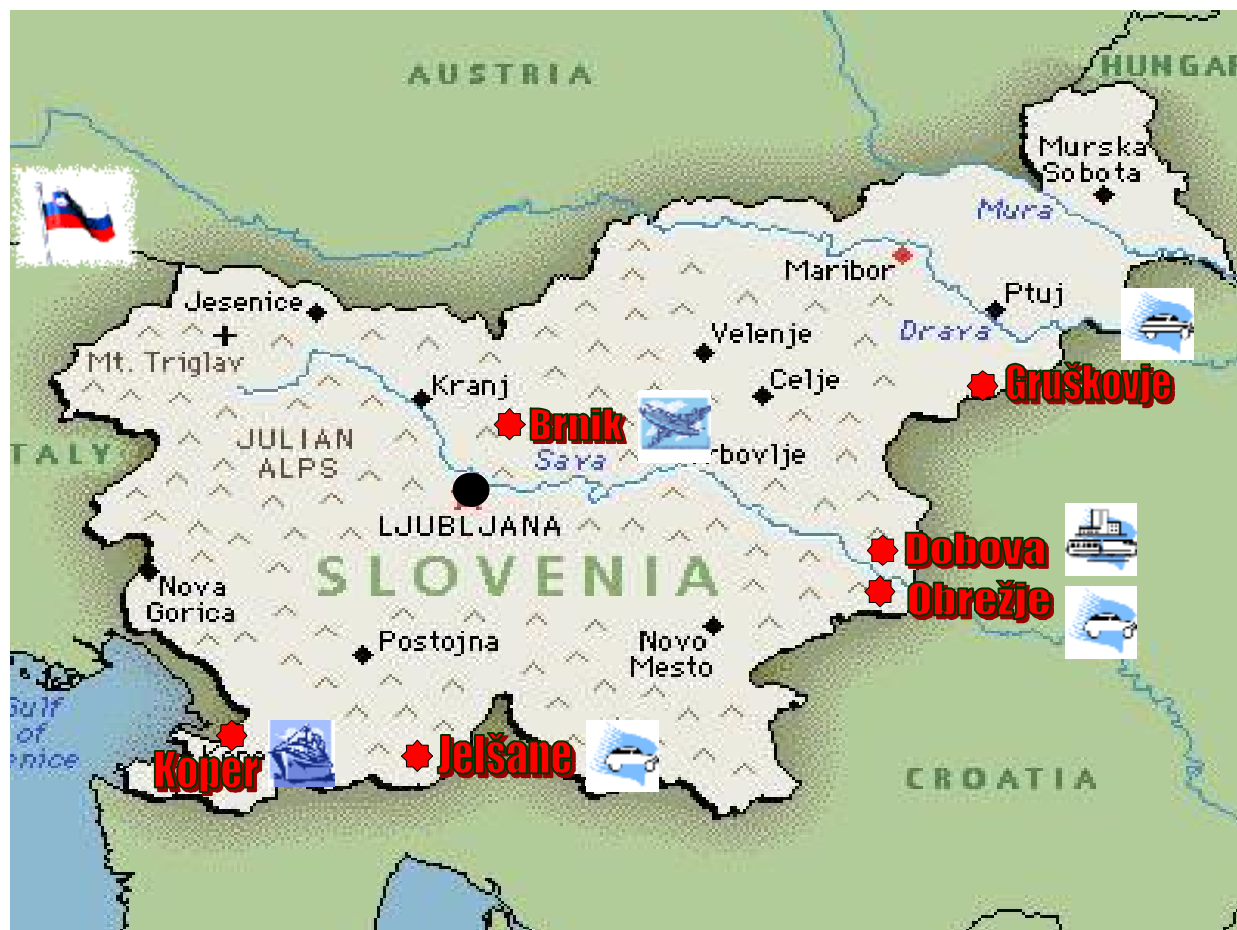 AUSTRIA
HUNGAR
Murska
Sobota
Mura
Maribor
Jesenice
Ptuj
Mt. Triglav
Velenje
Drava
Kranj
Celje
Gruškovje
Brnik
TALY
JULIAN
ALPS
Sava
rbovlje
LJUBLJANA
Dobova
SLOVENIA
Obrežje
Nova
Gorica
Postojna
Novo
Mesto
Gulf
of
enice
Koper
Jelšane
CROATIA